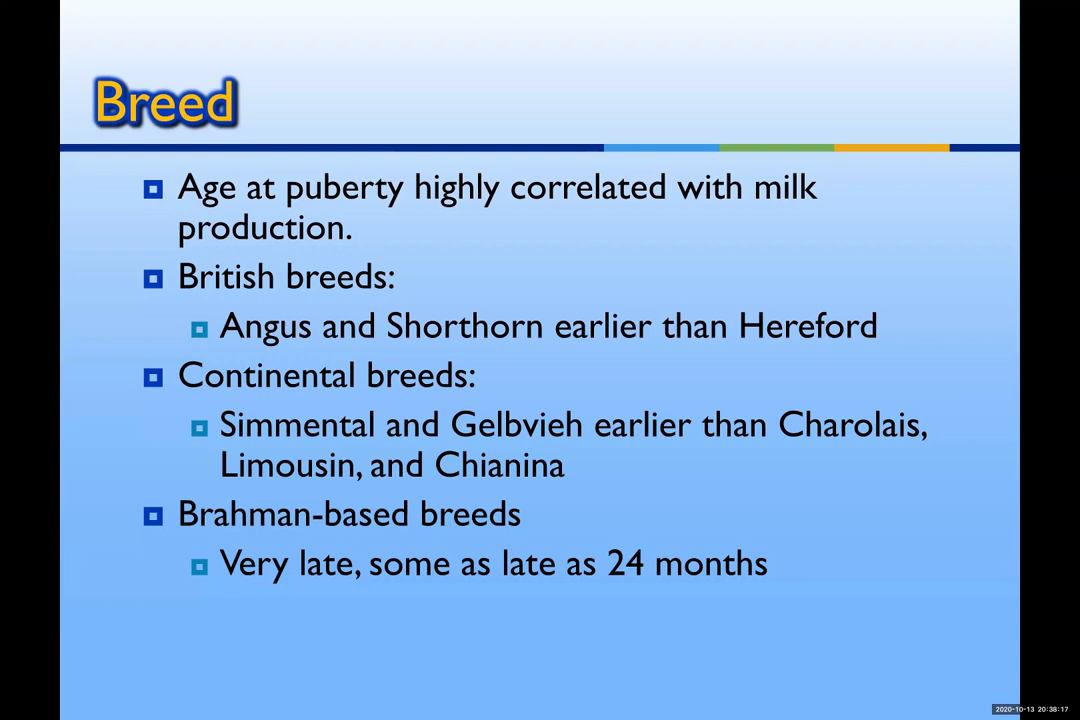 Breed
Age at puberty highly correlated with milk
production.
British breeds:
Angus and Shorthorn earlier than Hereford
Continental breeds:
Simmental and Gelbvieh earlier than Charolais,
Limousin, and Chianina
Brahman-based breeds
Very late, some as late as 24 months
2020-10-13 20:38:17